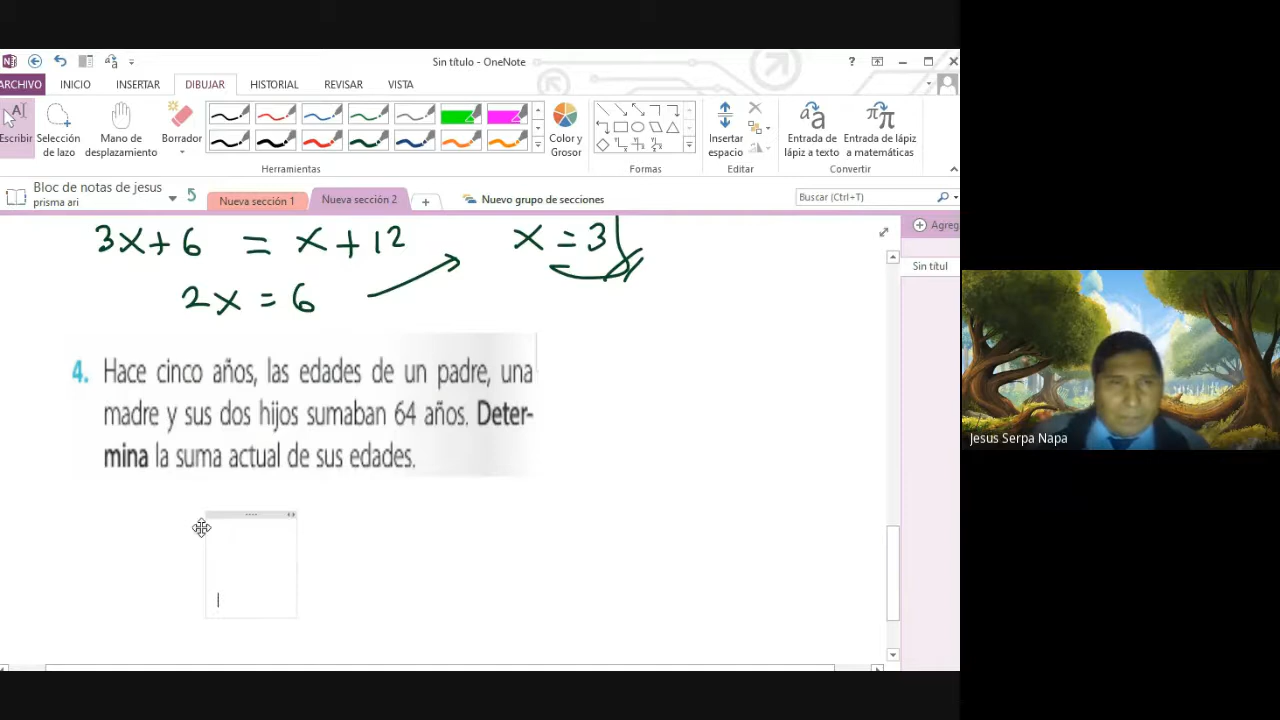 Sin título - OneNote
ARCHIVO INICIO INSERTAR DIBUJAR HISTORIAL REVISAR VISTA
Escribir
Selección de lazo
Mano de desplazamiento
Borrador
Color y Grosor
Insertar espacio
Entrada de lápiz a texto
Entrada de lápiz a matemáticas
Herramientas Formas Editar Convertir
Bloc de notas de jesus
prisma ari
Nueva sección 1
Nueva sección 2
Nuevo grupo de secciones
Buscar (Ctrl+T)
Agreg
Sin títul
3x+6 = x+12
x = 3
2x = 6
4. Hace cinco años, las edades de un padre, una
madre y sus dos hijos sumaban 64 años. Deter-
mina la suma actual de sus edades.
Jesus Serpa Napa